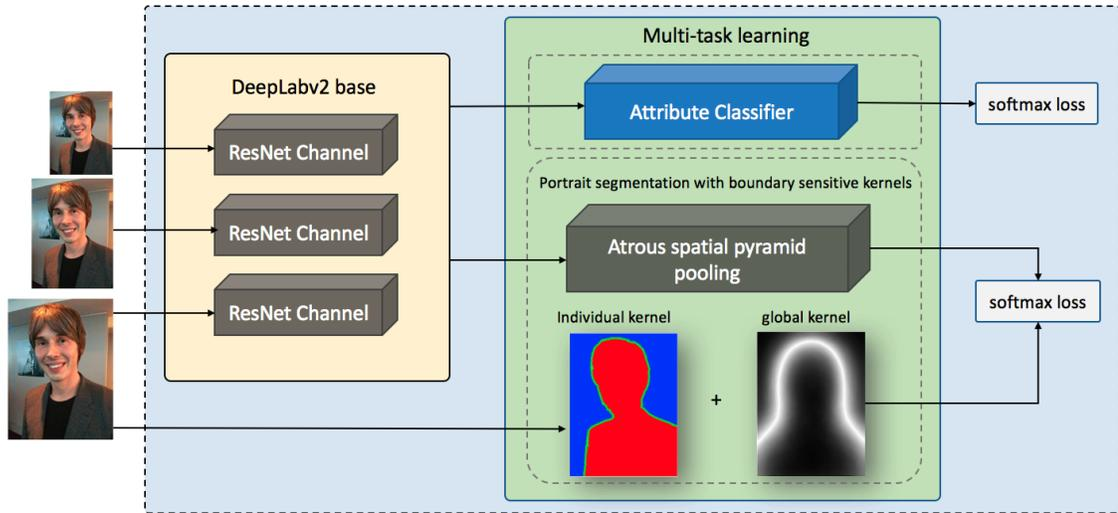 Multi-task learning
DeepLabv2 base
Attribute Classifier
softmax loss
ResNet Channel
Portrait segmentation with boundary sensitive kernels
ResNet Channel
Atrous spatial pyramid
pooling
ResNet Channel
softmax loss
Individual kernel
global kernel
+